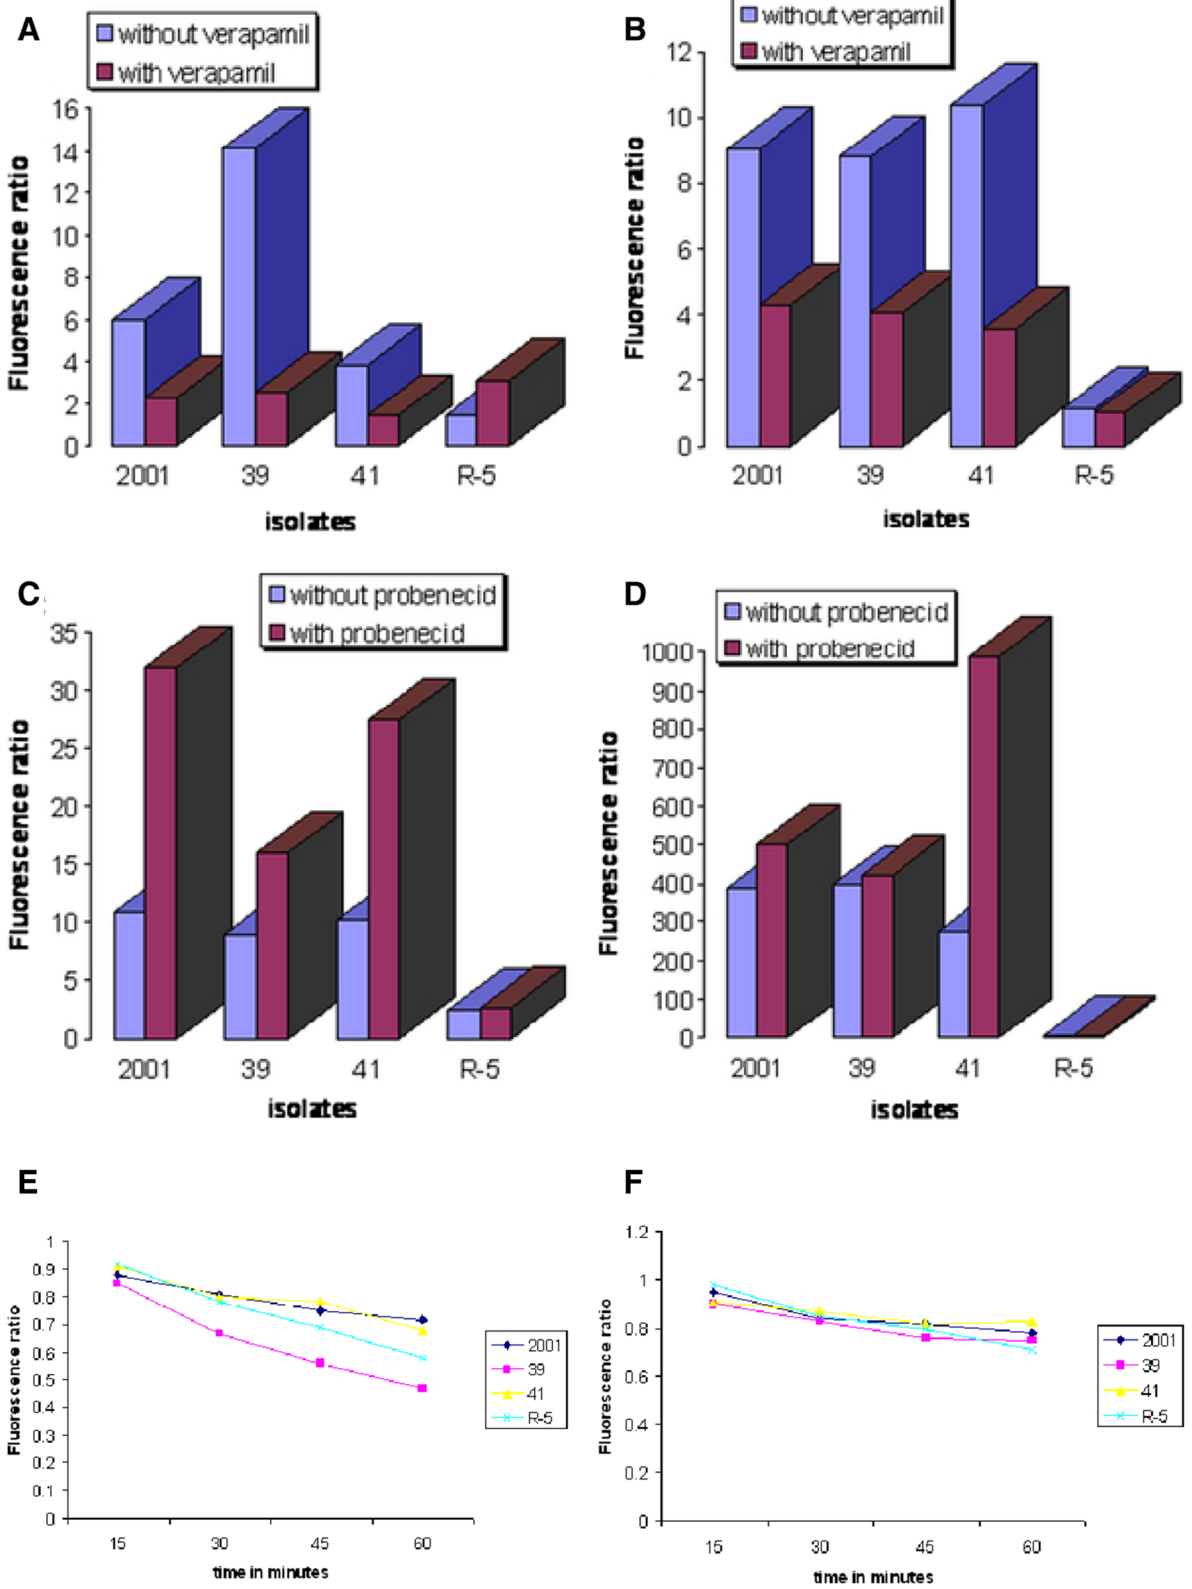 A
without verapamil
with verapamil
Fluorescence ratio
16
14
12
10
8
6
4
2
0
2001 39 41 R-5
isolates
B
without verapamil
with verapamil
Fluorescence ratio
12
10
8
6
4
2
0
2001 39 41 R-5
isolates
C
without probenecid
with probenecid
Fluorescence ratio
35
30
25
20
15
10
5
0
2001 39 41 R-5
isolates
D
without probenecid
with probenecid
Fluorescence ratio
1000
900
800
700
600
500
400
300
200
100
0
2001 39 41 R-5
isolates
E
Fluorescence ratio
1
0.9
0.8
0.7
0.6
0.5
0.4
0.3
0.2
0.1
0
15 30 45 60
time in minutes
2001
39
41
R-5
F
Fluorescence ratio
1.2
1
0.8
0.6
0.4
0.2
0
15 30 45 60
time in minutes
2001
39
41
R-5